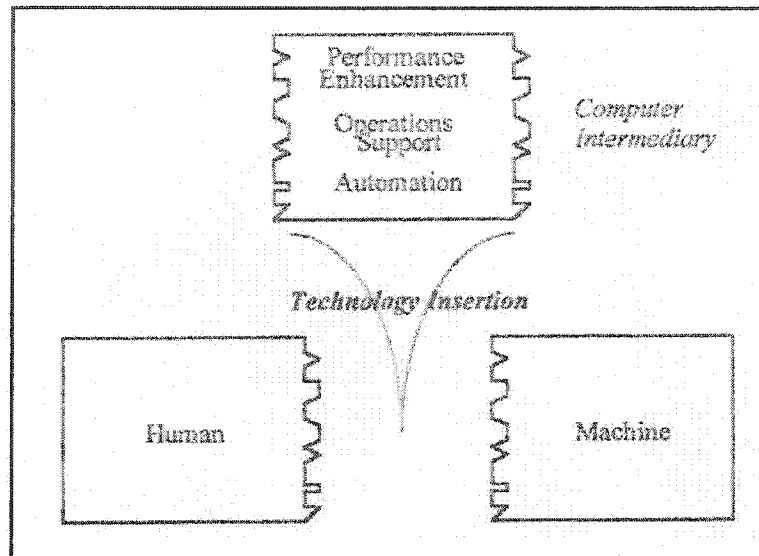 Performance
Enhancement
Operations
Support
Automation
Computer
Intermediary
Technology Insertion
Human
Machine